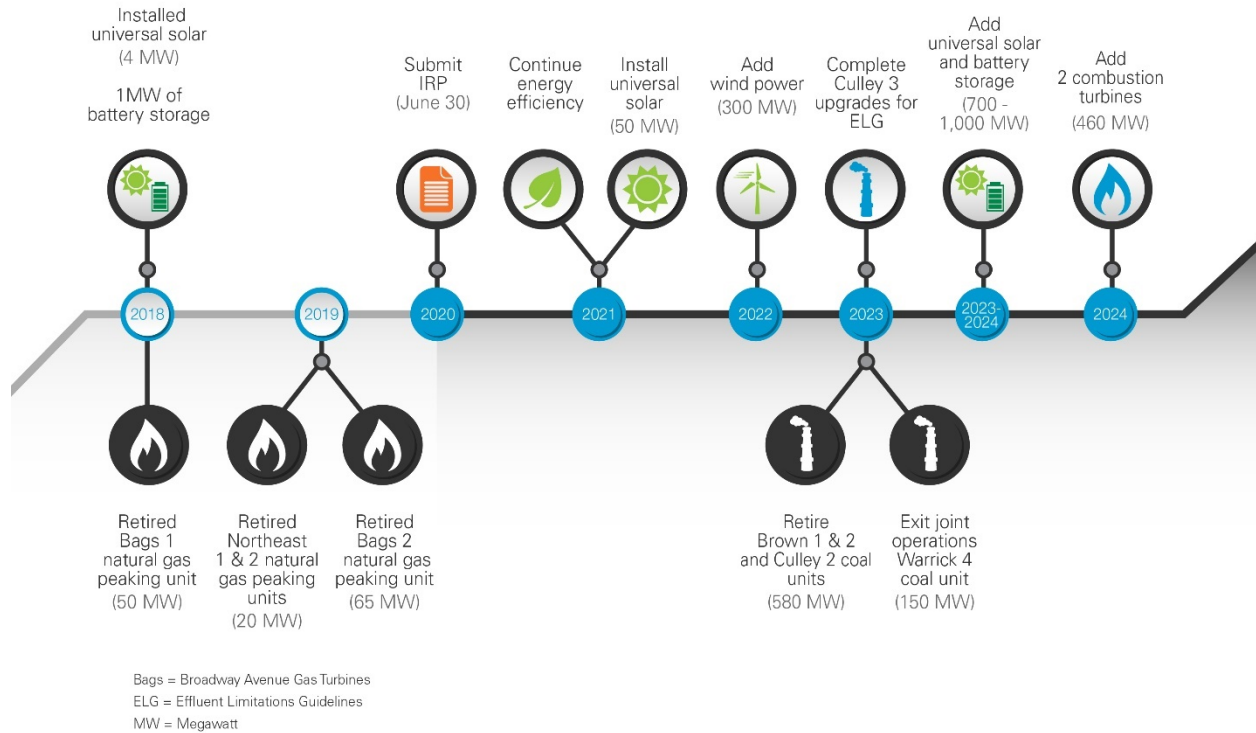 Installed
universal solar
(4 MW)
1MW of
battery storage
Submit
IRP
(June 30)
Continue
energy
efficiency
Install
universal
solar
(50 MW)
Add
wind power
(300 MW)
Complete
Culley 3
upgrades for
ELG
Add
universal solar
and battery
storage
(700 -
1,000 MW)
Add
2 combustion
turbines
(460 MW)
2018
2019
2020
2021
2022
2023
2023-
2024
2024
Retired
Bags 1
natural gas
peaking unit
(50 MW)
Retired
Northeast
1 & 2 natural
gas peaking
units
(20 MW)
Retired
Bags 2
natural gas
peaking unit
(65 MW)
Retire
Brown 1 & 2
and Culley 2 coal
units
(580 MW)
Exit joint
operations
Warrick 4
coal unit
(150 MW)
Bags = Broadway Avenue Gas Turbines
ELG = Effluent Limitations Guidelines
MW = Megawatt